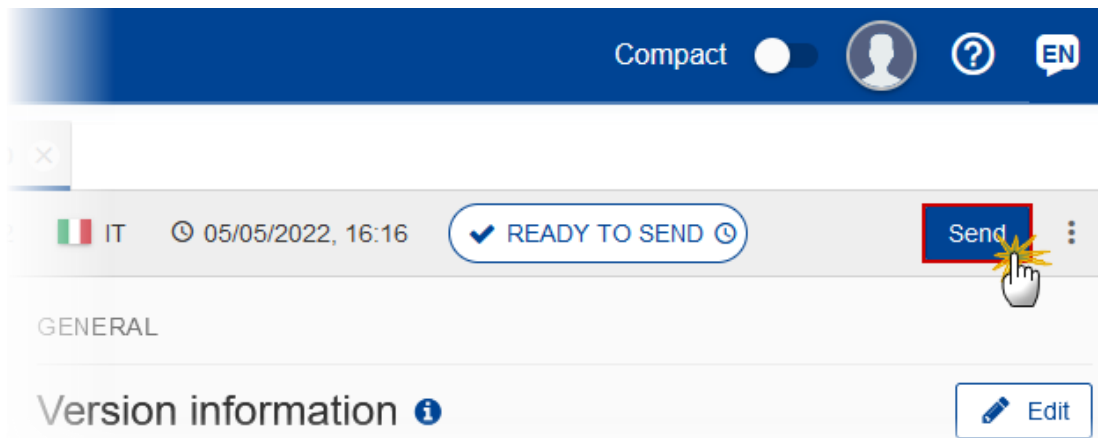 Compact EN
IT 05/05/2022, 16:16 READY TO SEND Send
GENERAL
Version information
Edit